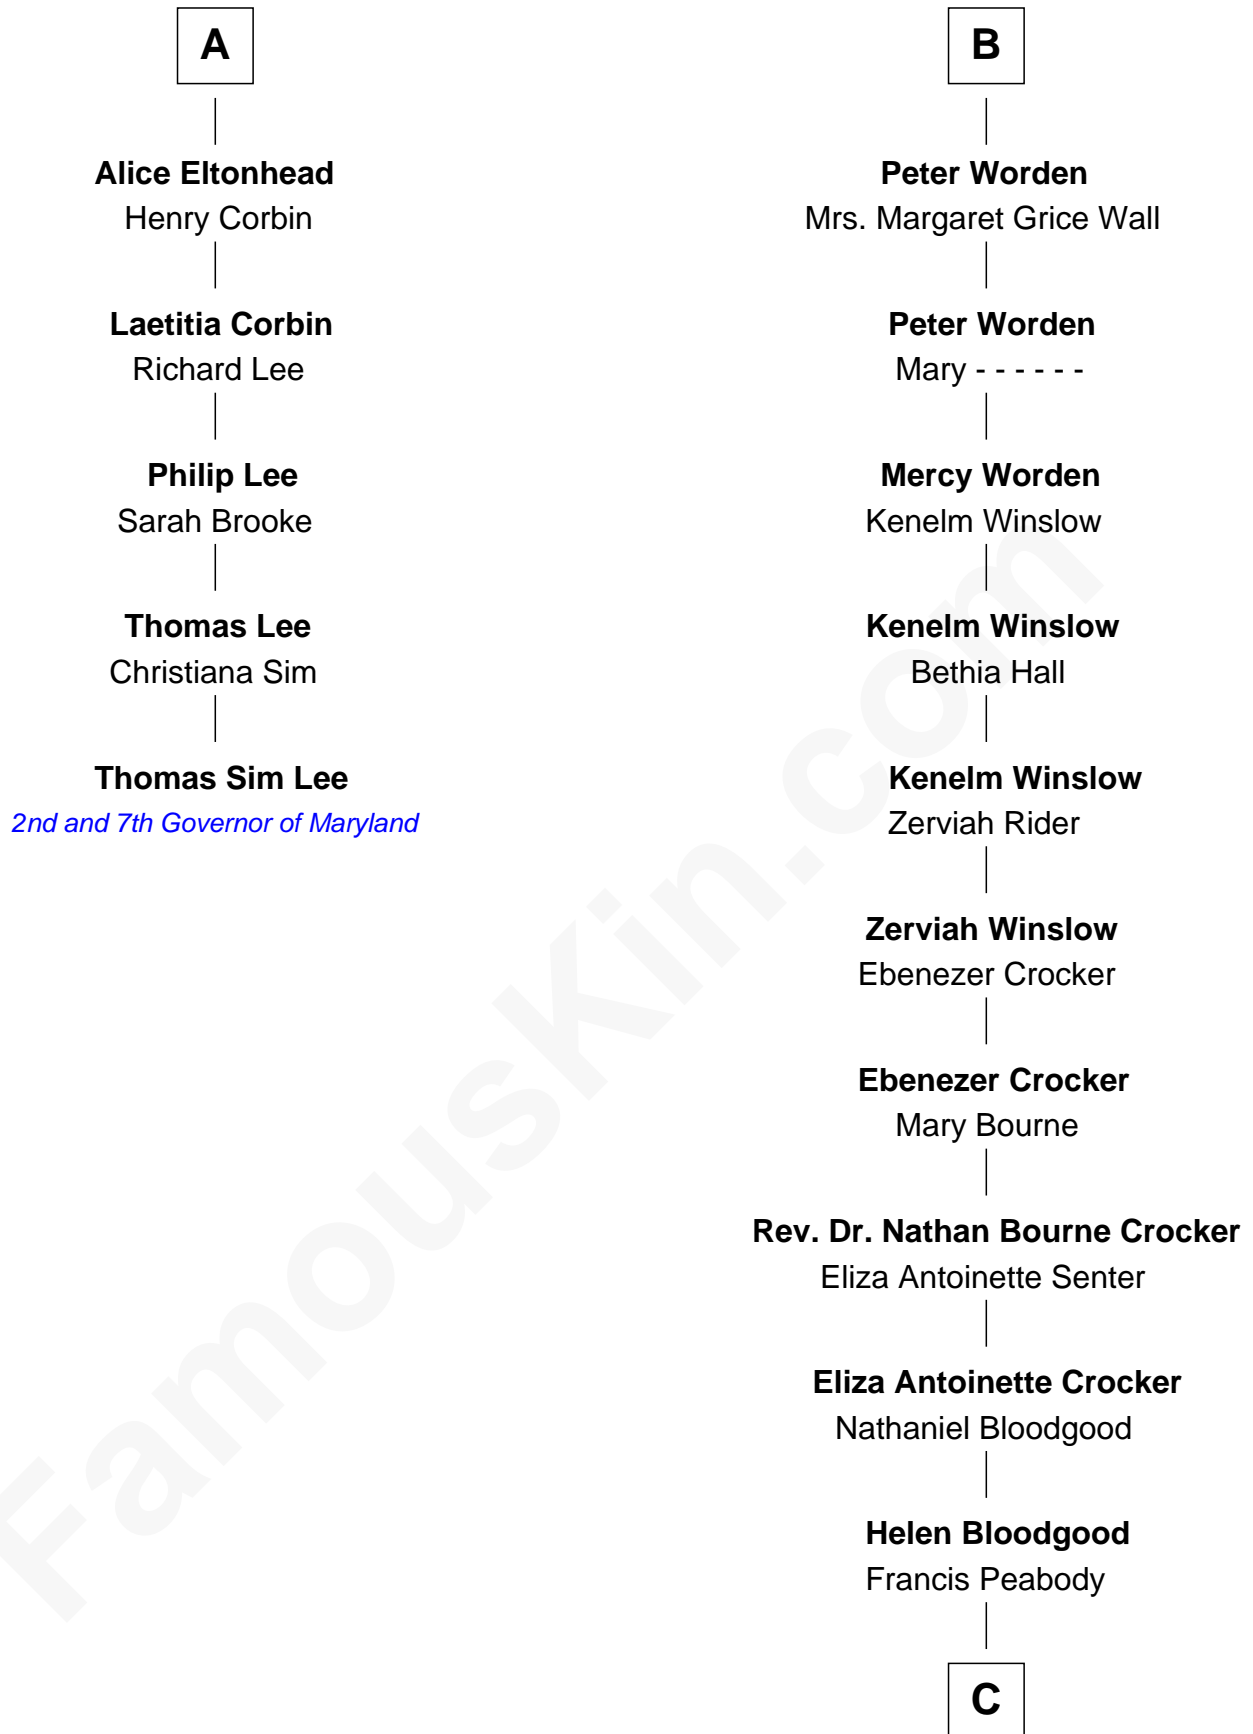 A
Alice Eltonhead
Henry Corbin
Laetitia Corbin
Richard Lee
Philip Lee
Sarah Brooke
Thomas Lee
Christiana Sim
Thomas Sim Lee
2nd and 7th Governor of Maryland
B
Peter Worden
Mrs. Margaret Grice Wall
Peter Worden
Mary - - - - - -
Mercy Worden
Kenelm Winslow
Kenelm Winslow
Bethia Hall
Kenelm Winslow
Zerviah Rider
Zerviah Winslow
Ebenezer Crocker
Ebenezer Crocker
Mary Bourne
Rev. Dr. Nathan Bourne Crocker
Eliza Antoinette Senter
Eliza Antoinette Crocker
Nathaniel Bloodgood
Helen Bloodgood
Francis Peabody
C
FamousKin.com